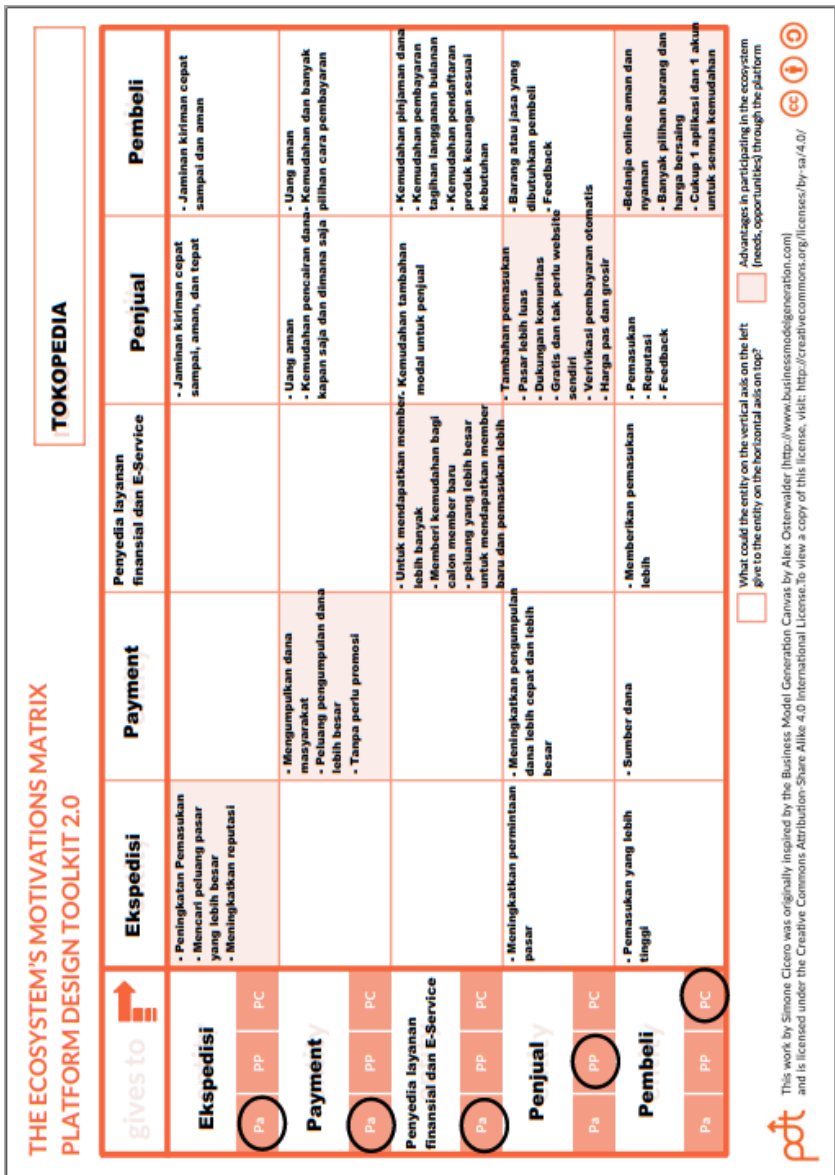 THE ECOSYSTEM'S MOTIVATIONS MATRIX
PLATFORM DESIGN TOOLKIT 2.0
TOKOPEDIA
gives to
Ekspedisi
Payment
Penyedia layanan
finansial dan E-Service
Penjual
Pembeli
Ekspedisi
Pa PP PC
- Peningkatan Pemasukan
- Mencari peluang pasar
yang lebih besar
- Meningkatkan reputasi
- Jaminan kiriman cepat
sampai, aman, dan tepat
- Jaminan kiriman cepat
sampai dan aman
Payment
Pa PP PC
- Mengumpulkan dana
masyarakat
- Peluang pengumpulan dana
lebih besar
- Tanpa perlu promosi
- Uang aman
- Kemudahan pencairan dana
kapan saja dan dimana saja
- Uang aman
- Kemudahan dan banyak
pilihan cara pembayaran
Penyedia layanan
finansial dan E-Service
Pa PP PC
- Untuk mendapatkan member
lebih banyak
- Memberi kemudahan bagi
calon member baru
- peluang yang lebih besar
untuk mendapatkan member
baru dan pemasukan lebih
- Kemudahan tambahan
modal untuk penjual
- Kemudahan pinjaman dana
- Kemudahan pembayaran
tagihan langganan bulanan
- Kemudahan pendaftaran
produk keuangan sesuai
kebutuhan
Penjual
Pa PP PC
- Meningkatkan permintaan
pasar
- Meningkatkan pengumpulan
dana lebih cepat dan lebih
besar
- Tambahan pemasukan
- Pasar lebih luas
- Dukungan komunitas
- Gratis dan tak perlu website
sendiri
- Verivikasi pembayaran otomatis
- Harga pas dan grosir
- Barang atau jasa yang
dibutuhkan pembeli
- Feedback
Pembeli
Pa PP PC
- Pemasukan yang lebih
tinggi
- Sumber dana
- Memberikan pemasukan
lebih
- Pemasukan
- Reputasi
- Feedback
-Belanja online aman dan
nyaman
- Banyak pilihan barang dan
harga bersaing
- Cukup 1 aplikasi dan 1 akun
untuk semua kemudahan
What could the entity on the vertical axis on the left
give to the entity on the horizontal axis on top?
Advantages in participating in the ecosystem
(needs, opportunities) through the platform
pdt
This work by Simone Cicero was originally inspired by the Business Model Generation Canvas by Alex Osterwalder (http://www.businessmodelgeneration.com)
and is licensed under the Creative Commons Attribution-Share Alike 4.0 International License.To view a copy of this license, visit: http://creativecommons.org/licenses/by-sa/4.0/
cc